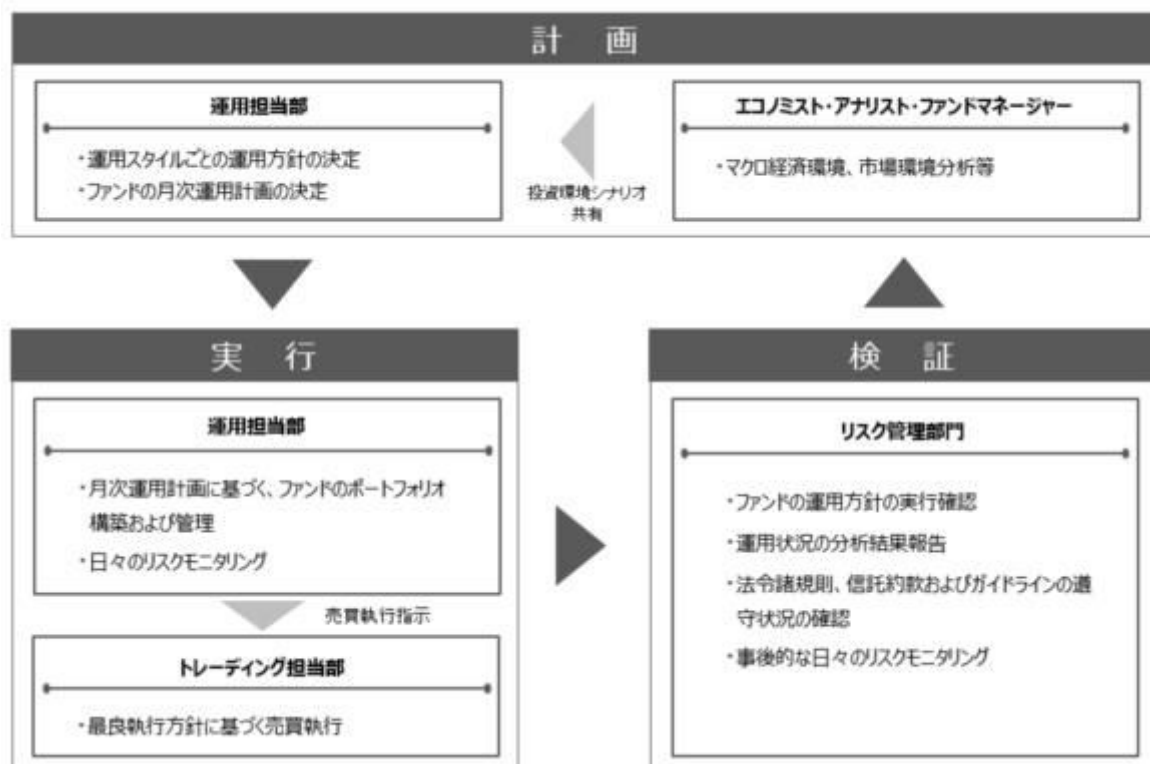 計 画
運用担当部
・運用スタイルごとの運用方針の決定
・ファンドの月次運用計画の決定
投資環境シナリオ
共有
エコノミスト・アナリスト・ファンドマネージャー
・マクロ経済環境、市場環境分析等
実 行
運用担当部
・月次運用計画に基づく、ファンドのポートフォリオ
構築および管理
・日々のリスクモニタリング
売買執行指示
トレーディング担当部
・最良執行方針に基づく売買執行
検 証
リスク管理部門
・ファンドの運用方針の実行確認
・運用状況の分析結果報告
・法令諸規則、信託約款およびガイドラインの遵
守状況の確認
・事後的な日々のリスクモニタリング